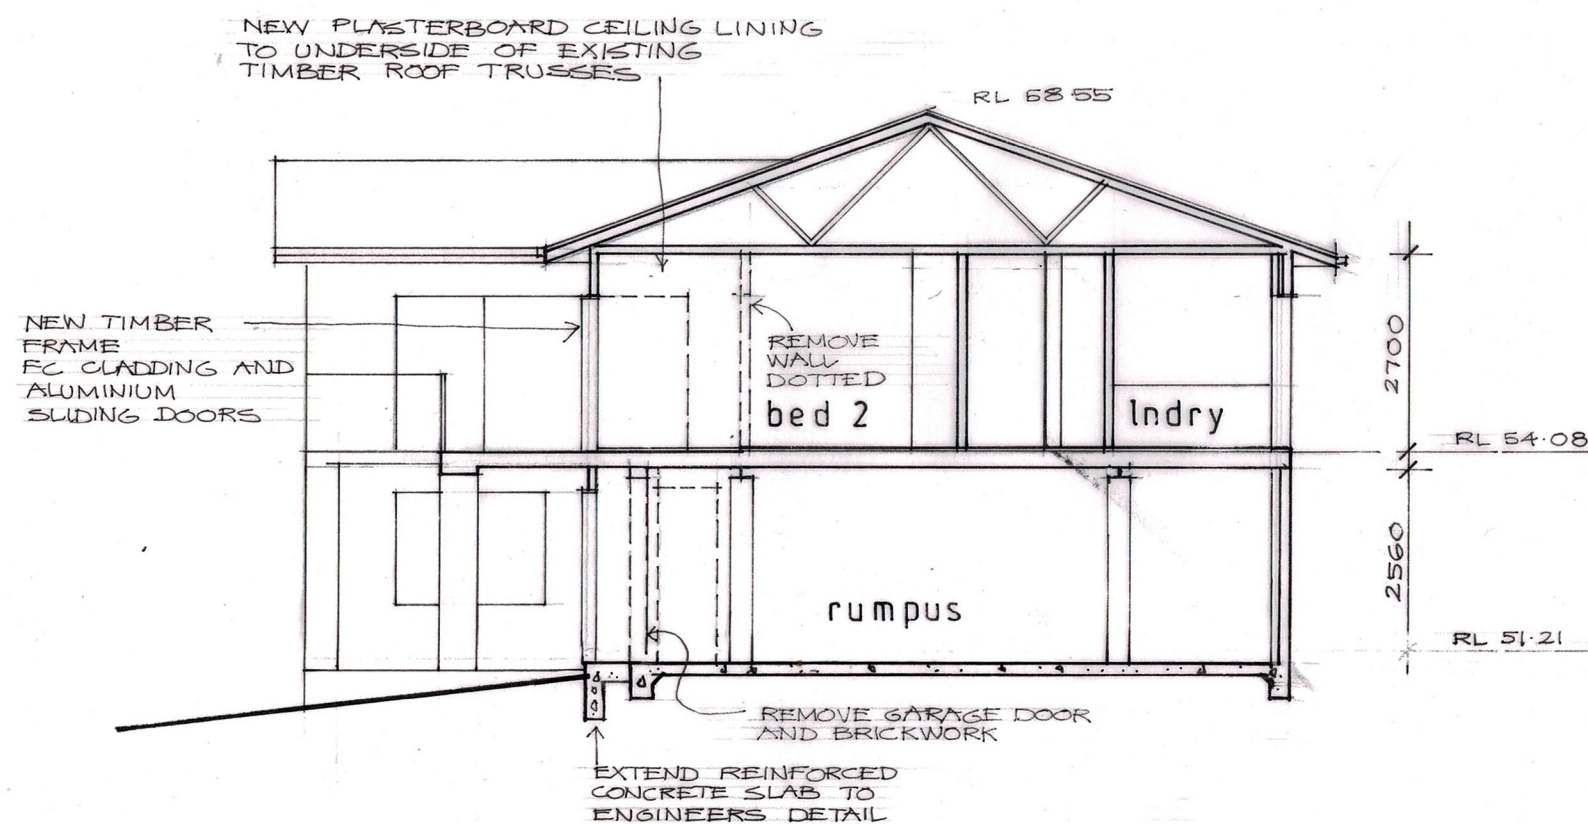 NEW PLASTERBOARD CEILING LINING
TO UNDERSIDE OF EXISTING
TIMBER ROOF TRUSSES
RL 58·55
NEW TIMBER
FRAME
FC CLADDING AND
ALUMINIUM
SLIDING DOORS
REMOVE
WALL
DOTTED
bed 2
lndry
2700
RL 54·08
2560
rumpus
RL 51·21
REMOVE GARAGE DOOR
AND BRICKWORK
EXTEND REINFORCED
CONCRETE SLAB TO
ENGINEERS DETAIL